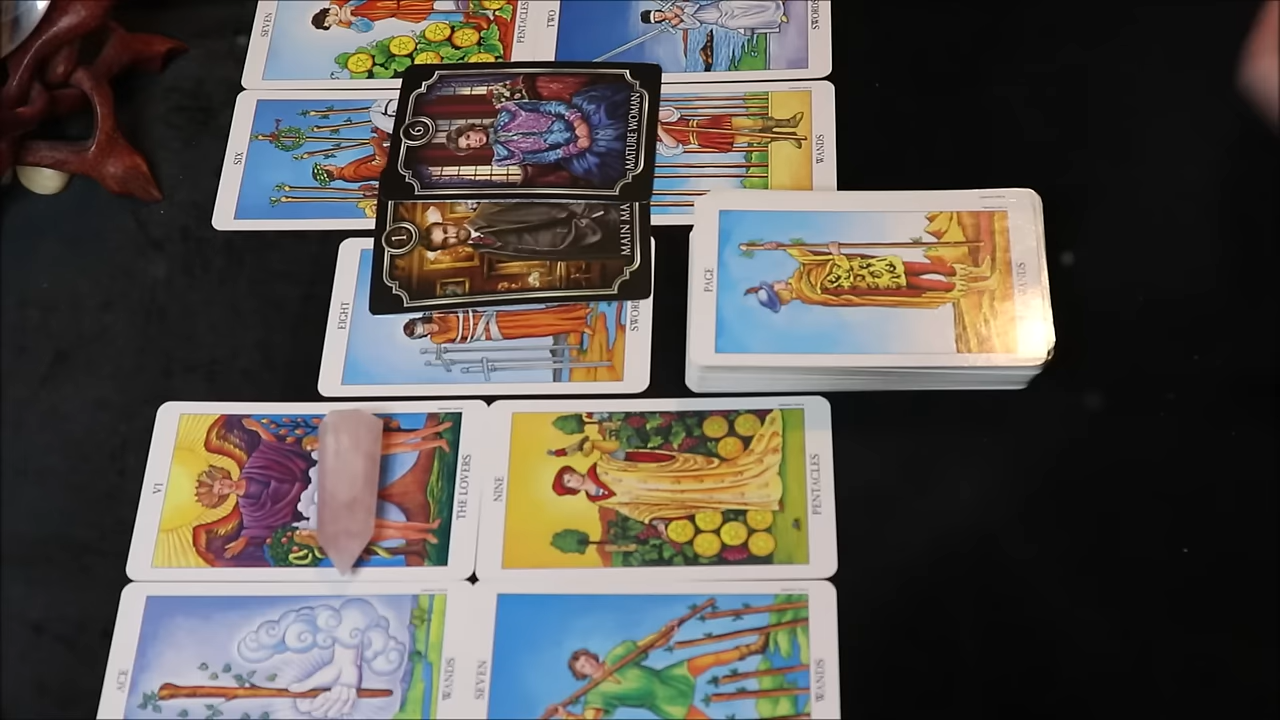 SEVEN
PENTACLES
TWO
SWORDS
SIX
WANDS
6
MATURE WOMAN
1
MAIN MA
EIGHT
SWORD
PAGE
WANDS
VI
THE LOVERS
NINE
PENTACLES
ACE
WANDS
SEVEN
WANDS